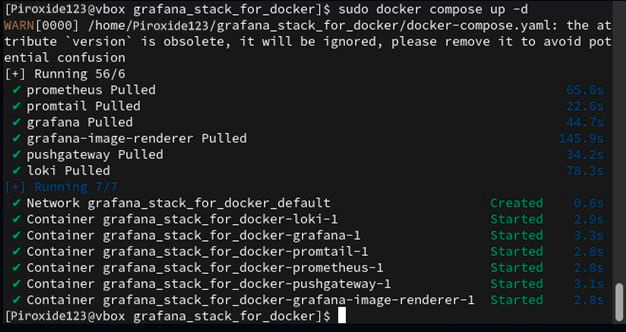 [Piroxide123@vbox grafana_stack_for_docker]$ sudo docker compose up -d
WARN[0000] /home/Piroxide123/grafana_stack_for_docker/docker-compose.yaml: the at
tribute `version` is obsolete, it will be ignored, please remove it to avoid pot
ential confusion
[+] Running 56/6
✔ prometheus Pulled 65.6s
✔ promtail Pulled 22.6s
✔ grafana Pulled 44.7s
✔ grafana-image-renderer Pulled 145.9s
✔ pushgateway Pulled 34.2s
✔ loki Pulled 78.3s
[+] Running 7/7
✔ Network grafana_stack_for_docker_default Created 0.6s
✔ Container grafana_stack_for_docker-loki-1 Started 2.9s
✔ Container grafana_stack_for_docker-grafana-1 Started 3.3s
✔ Container grafana_stack_for_docker-promtail-1 Started 2.8s
✔ Container grafana_stack_for_docker-prometheus-1 Started 2.8s
✔ Container grafana_stack_for_docker-pushgateway-1 Started 3.1s
✔ Container grafana_stack_for_docker-grafana-image-renderer-1 Started 2.8s
[Piroxide123@vbox grafana_stack_for_docker]$